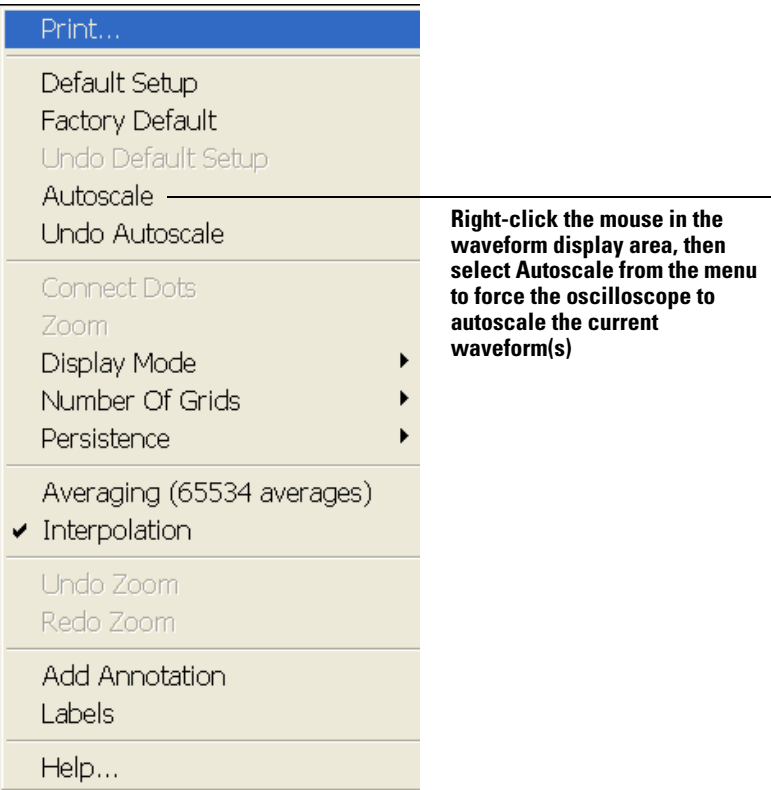 Print...
Default Setup
Factory Default
Undo Default Setup
Autoscale
Undo Autoscale
Connect Dots
Zoom
Display Mode
Number Of Grids
Persistence
Averaging (65534 averages)
Interpolation
Undo Zoom
Redo Zoom
Add Annotation
Labels
Help...
Right-click the mouse in the
waveform display area, then
select Autoscale from the menu
to force the oscilloscope to
autoscale the current
waveform(s)